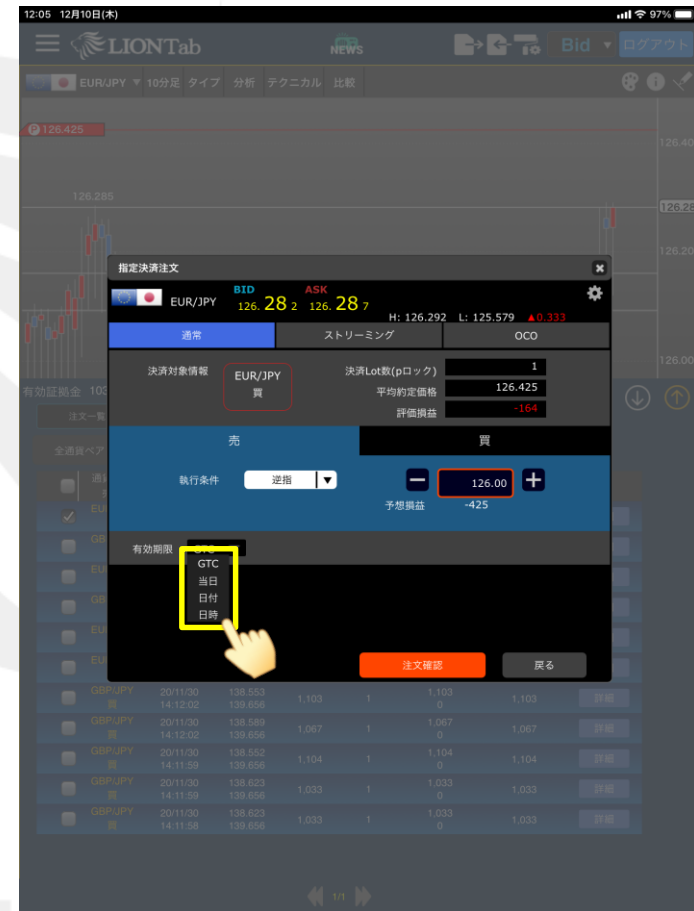 12:05 12月10日(木) 97%
LIONTab NEWS Bid ▼ ログアウト
EUR/JPY ▼ 10分足 タイプ 分析 テクニカル 比較
P 126.425
126.40
126.285
126.28
126.20
指定決済注文
EUR/JPY BID 126. 28 2 ASK 126. 28 7
H: 126.292 L: 125.579 ▲0.333
通常 ストリーミング OCO
126.00
決済対象情報 EUR/JPY 買
決済Lot数(pロック) 1
平均約定価格 126.425
評価損益 -164
有効証拠金 103
注文一覧
売 買
全通貨ペア
執行条件 逆指 ▼ 126.00
予想損益 -425
有効期限 GTC
GTC
当日
日付
日時
注文確認 戻る
GBP/JPY 買 20/11/30 14:12:02 138.553 139.656 1,103 1 1,103 0 1,103 詳細
GBP/JPY 買 20/11/30 14:12:02 138.589 139.656 1,067 1 1,067 0 1,067 詳細
GBP/JPY 買 20/11/30 14:11:59 138.552 139.656 1,104 1 1,104 0 1,104 詳細
GBP/JPY 買 20/11/30 14:11:59 138.623 139.656 1,033 1 1,033 0 1,033 詳細
GBP/JPY 買 20/11/30 14:11:58 138.623 139.656 1,033 1 1,033 0 1,033 詳細
1/1